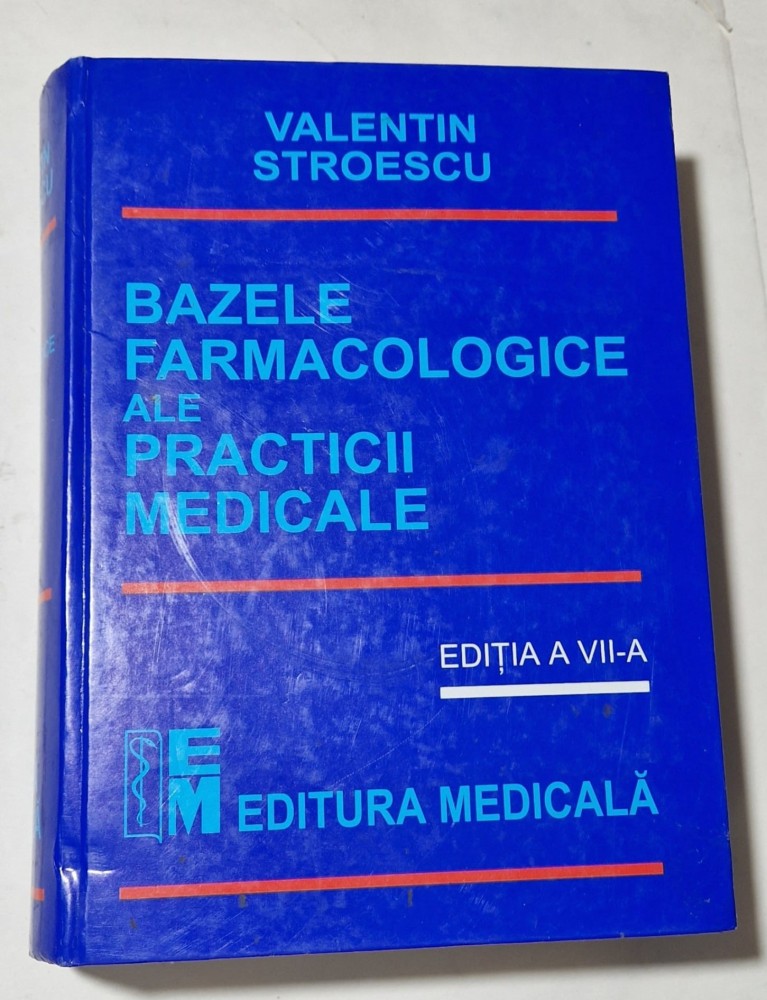 VALENTIN
STROESCU
BAZELE
FARMACOLOGICE
ALE
PRACTICII
MEDICALE
EDIȚIA A VII-A
EM
EDITURA MEDICALĂ